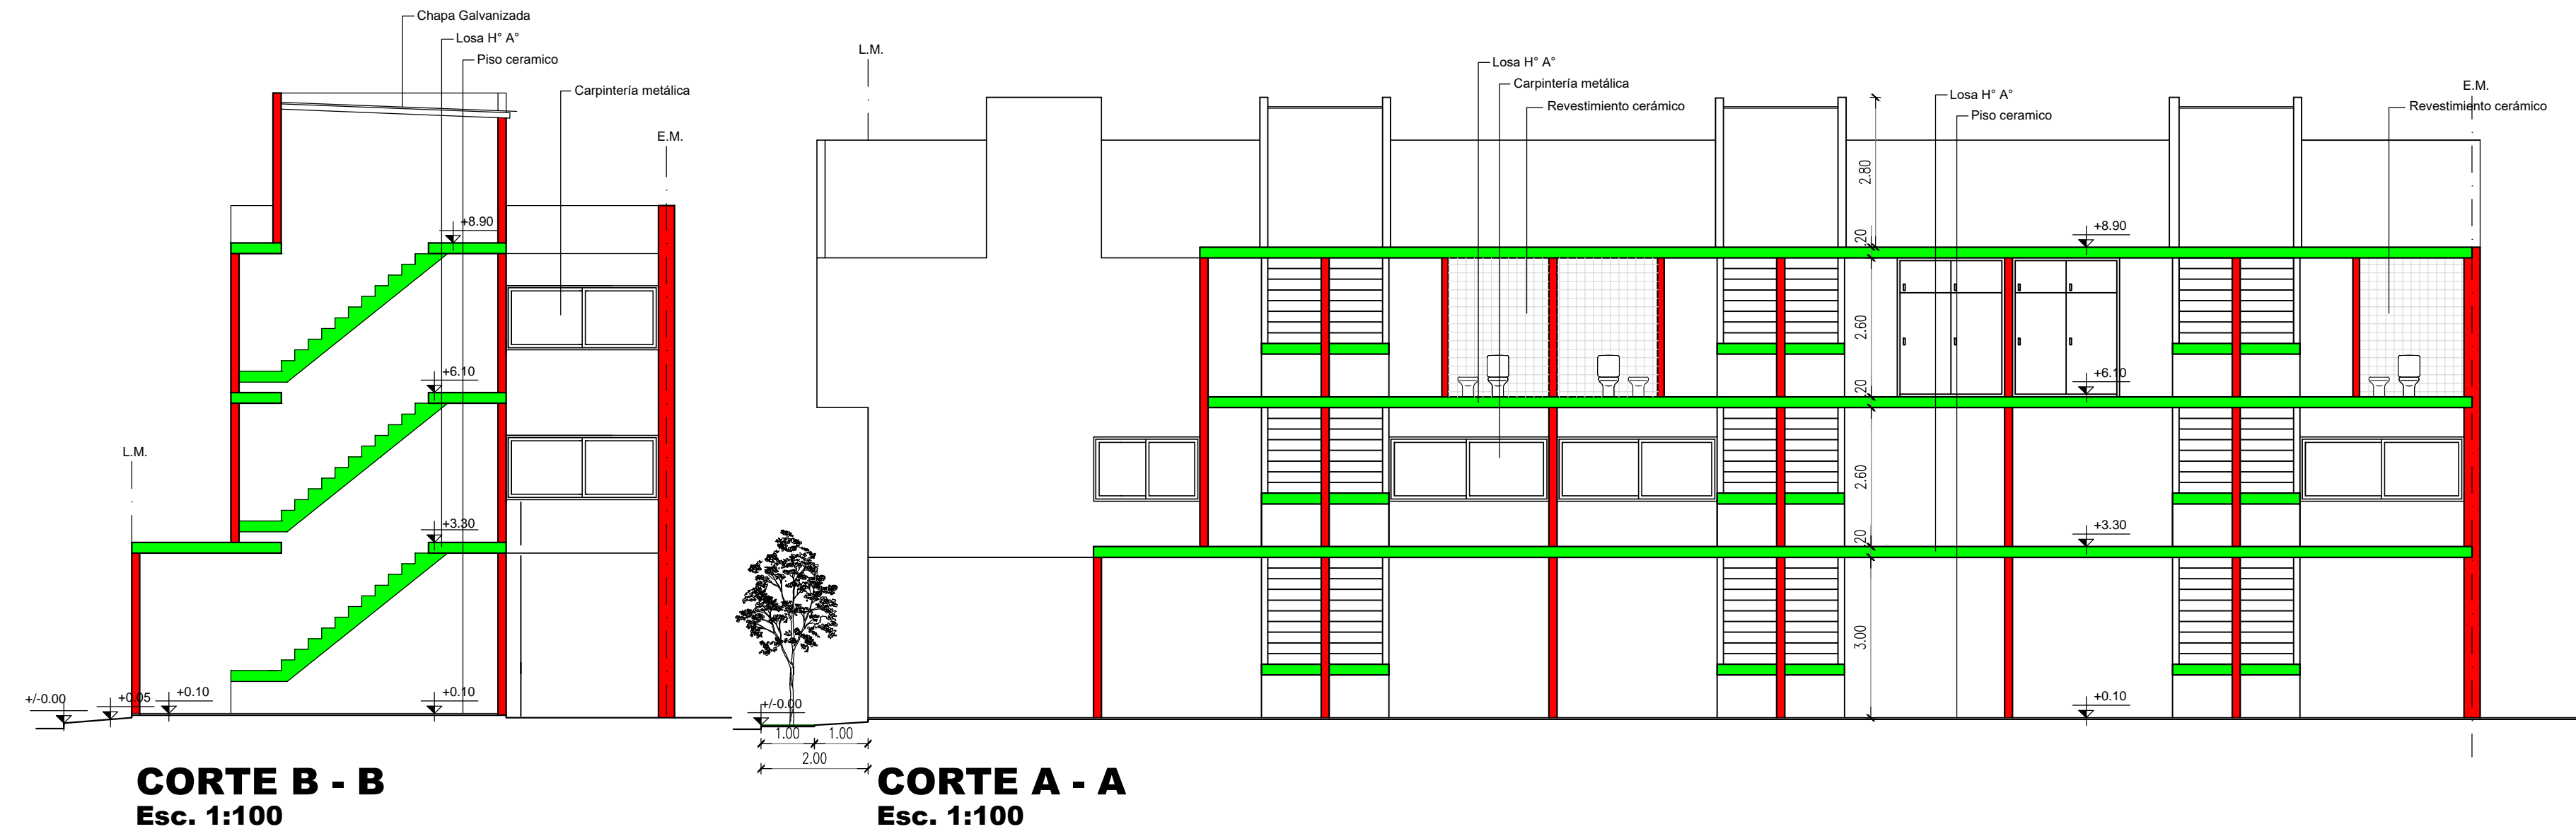 Chapa Galvanizada
Losa H° A°
Piso ceramico
Carpintería metálica
E.M.
L.M.
+8.90
+6.10
+3.30
+/-0.00
+0.05
+0.10
+0.10
CORTE B - B
Esc. 1:100
L.M.
Losa H° A°
Carpintería metálica
Revestimiento cerámico
Losa H° A°
Piso ceramico
E.M.
Revestimiento cerámico
2.80
.20
+8.90
2.60
.20
+6.10
2.60
.20
+3.30
3.00
+0.10
+/-0.00
1.00
1.00
2.00
CORTE A - A
Esc. 1:100